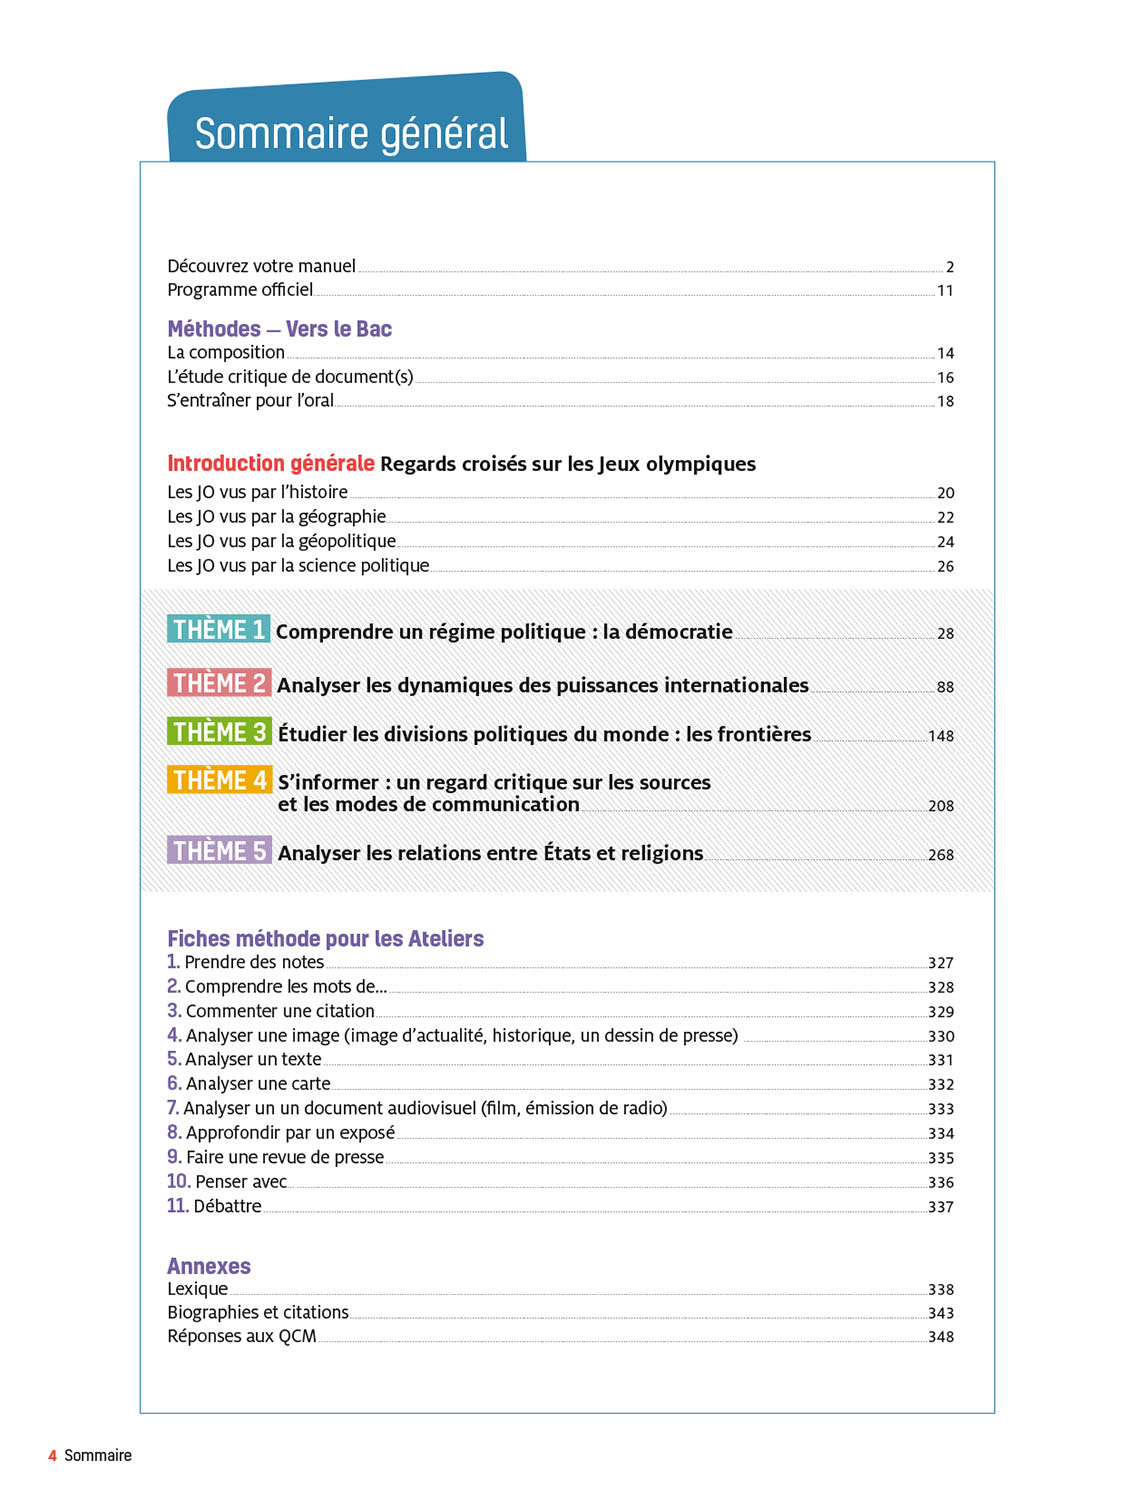 Sommaire général
Découvrez votre manuel 2
Programme officiel 11
Méthodes – Vers le Bac
La composition 14
L’étude critique de document(s) 16
S’entraîner pour l’oral 18
Introduction générale Regards croisés sur les Jeux olympiques
Les JO vus par l’histoire 20
Les JO vus par la géographie 22
Les JO vus par la géopolitique 24
Les JO vus par la science politique 26
THÈME 1 Comprendre un régime politique : la démocratie 28
THÈME 2 Analyser les dynamiques des puissances internationales 88
THÈME 3 Étudier les divisions politiques du monde : les frontières 148
THÈME 4 S’informer : un regard critique sur les sources
et les modes de communication 208
THÈME 5 Analyser les relations entre États et religions 268
Fiches méthode pour les Ateliers
1. Prendre des notes 327
2. Comprendre les mots de... 328
3. Commenter une citation 329
4. Analyser une image (image d’actualité, historique, un dessin de presse) 330
5. Analyser un texte 331
6. Analyser une carte 332
7. Analyser un un document audiovisuel (film, émission de radio) 333
8. Approfondir par un exposé 334
9. Faire une revue de presse 335
10. Penser avec 336
11. Débattre 337
Annexes
Lexique 338
Biographies et citations 343
Réponses aux QCM 348
4 Sommaire